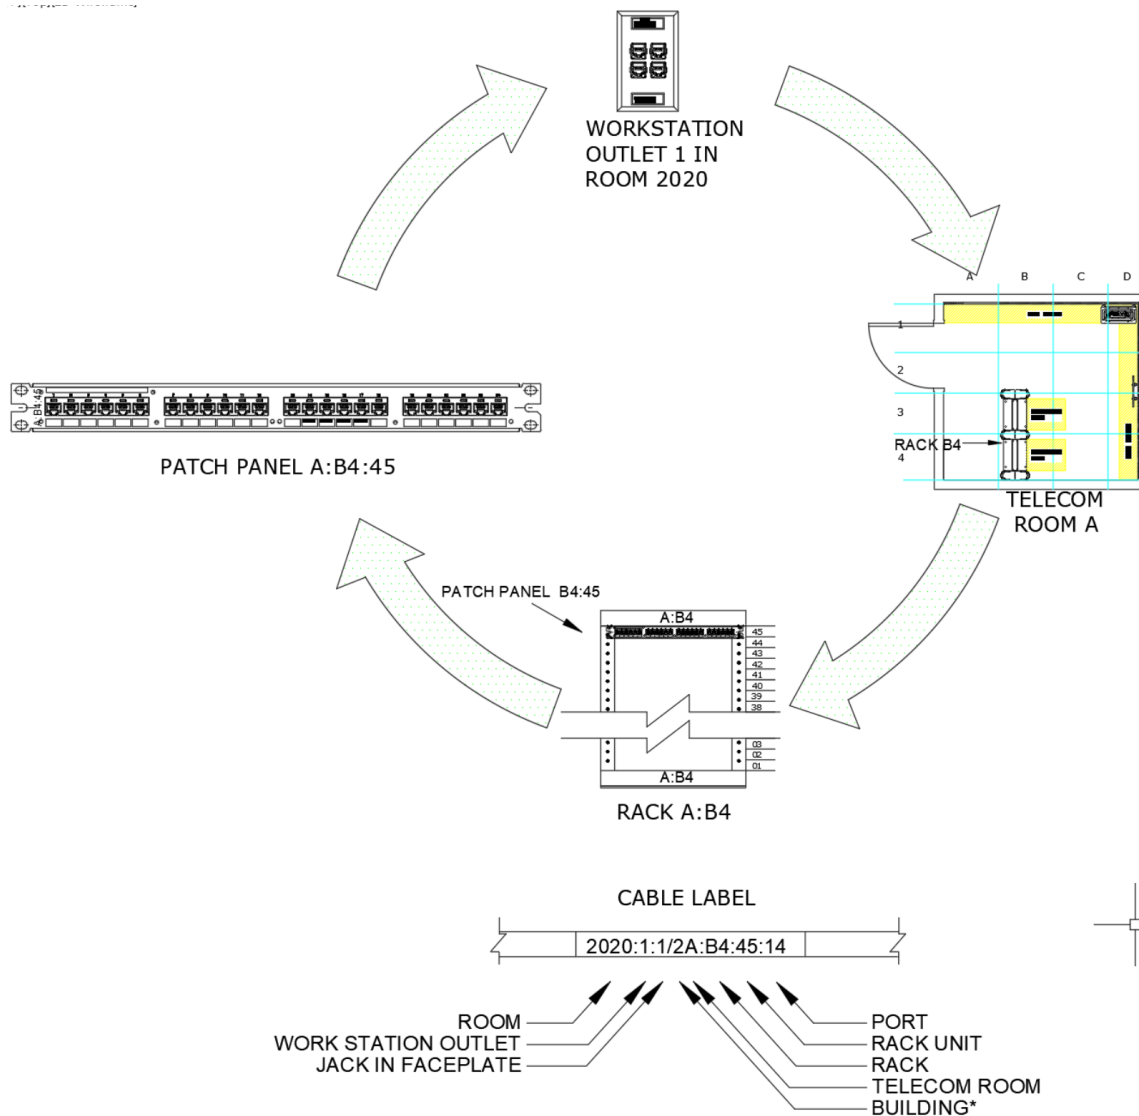 WORKSTATION
OUTLET 1 IN
ROOM 2020
A B C D
1
2
3
4
RACK B4
TELECOM
ROOM A
A:B4:45
PATCH PANEL A:B4:45
PATCH PANEL B4:45
A:B4
45
44
43
42
41
40
39
38
03
02
01
A:B4
RACK A:B4
CABLE LABEL
2020:1:1/2A:B4:45:14
ROOM
WORK STATION OUTLET
JACK IN FACEPLATE
PORT
RACK UNIT
RACK
TELECOM ROOM
BUILDING*